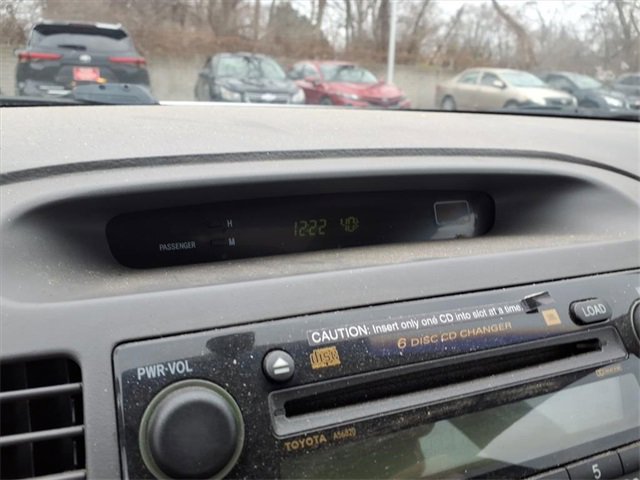 H
12:22 40°F
PASSENGER M
CAUTION: Insert only one CD into slot at a time.
6 DISC CD CHANGER
LOAD
PWR•VOL
TOYOTA A56820
5